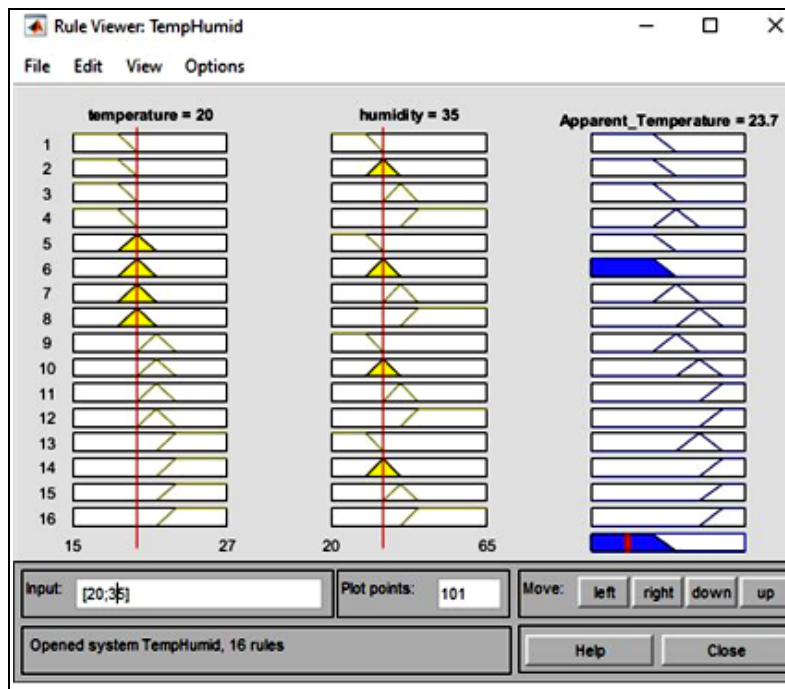 Rule Viewer: TempHumid
File Edit View Options
temperature = 20 humidity = 35 Apparent_Temperature = 23.7
1
2
3
4
5
6
7
8
9
10
11
12
13
14
15
16
15 27 20 65
Input: [20;35] Plot points: 101 Move: left right down up
Opened system TempHumid, 16 rules Help Close